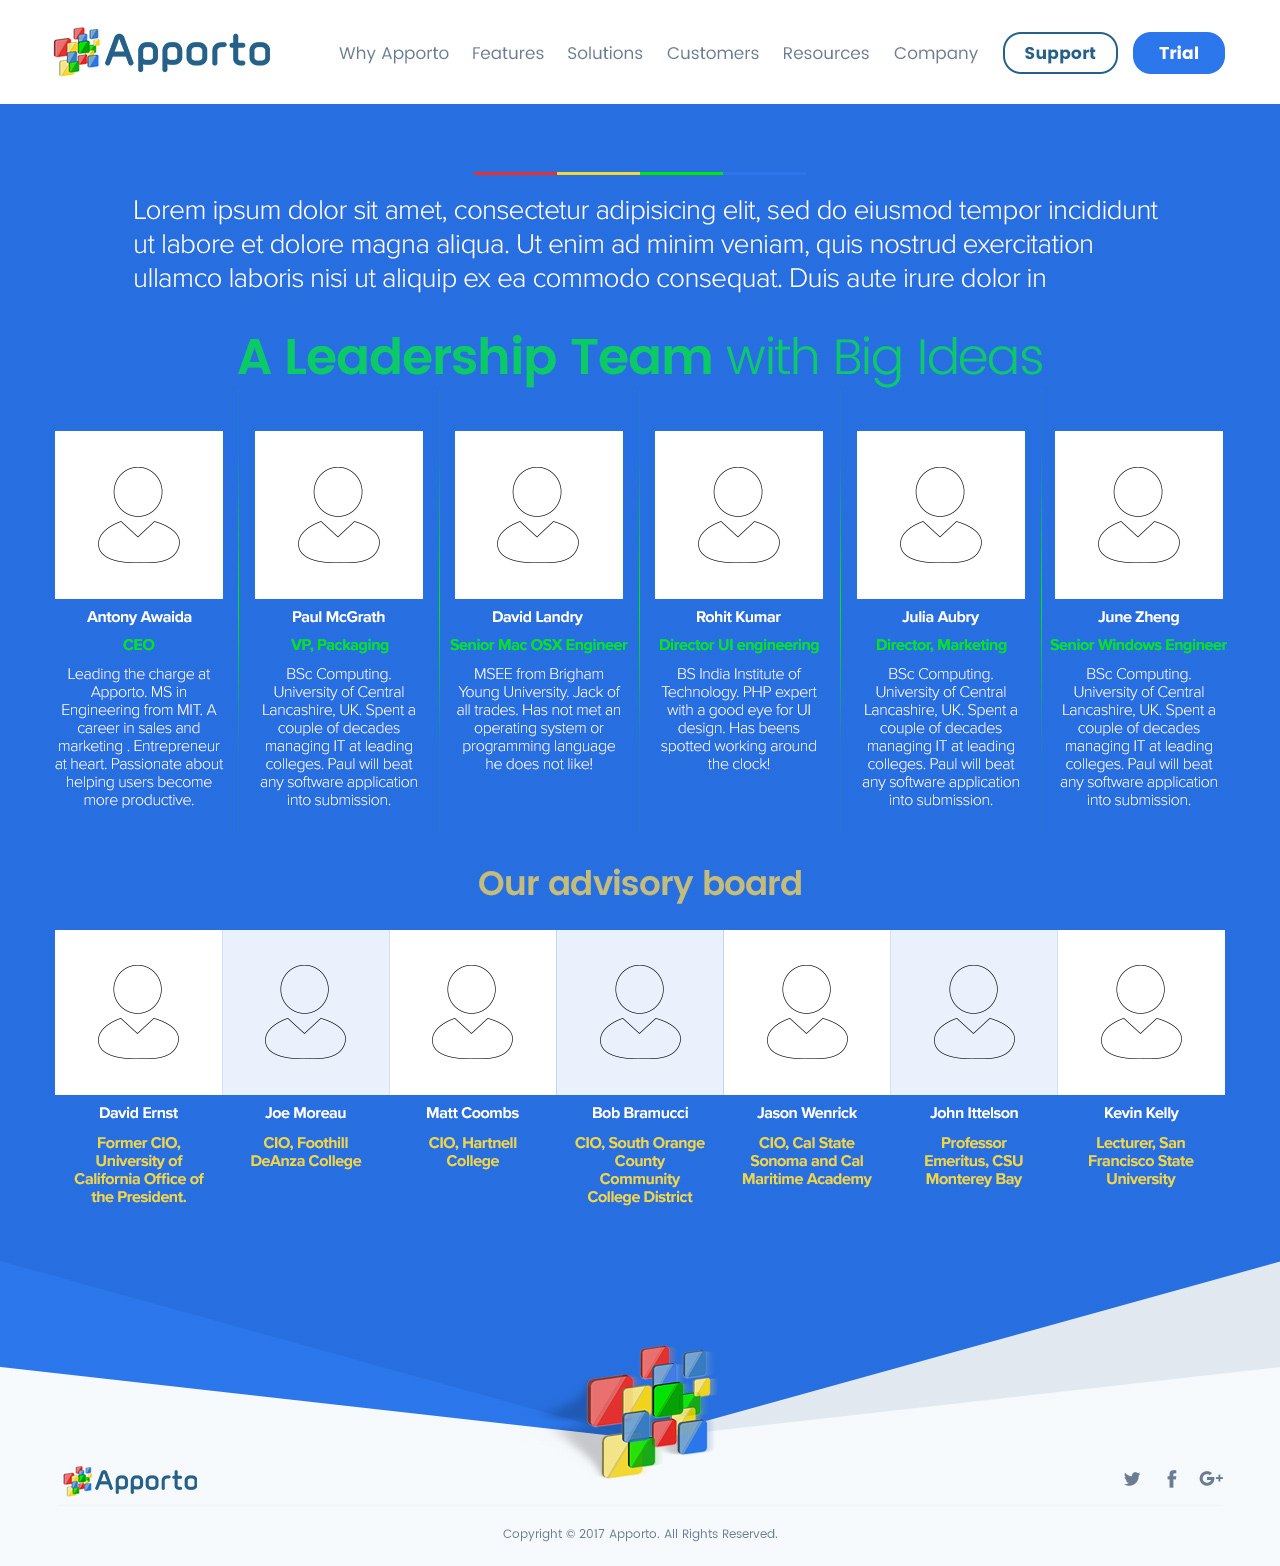 Apporto
Why Apporto Features Solutions Customers Resources Company Support Trial
Lorem ipsum dolor sit amet, consectetur adipisicing elit, sed do eiusmod tempor incididunt
ut labore et dolore magna aliqua. Ut enim ad minim veniam, quis nostrud exercitation
ullamco laboris nisi ut aliquip ex ea commodo consequat. Duis aute irure dolor in
A Leadership Team with Big Ideas
Antony Awaida
CEO
Leading the charge at
Apporto. MS in
Engineering from MIT. A
career in sales and
marketing . Entrepreneur
at heart. Passionate about
helping users become
more productive.
Paul McGrath
VP, Packaging
BSc Computing.
University of Central
Lancashire, UK. Spent a
couple of decades
managing IT at leading
colleges. Paul will beat
any software application
into submission.
David Landry
Senior Mac OSX Engineer
MSEE from Brigham
Young University. Jack of
all trades. Has not met an
operating system or
programming language
he does not like!
Rohit Kumar
Director UI engineering
BS India Institute of
Technology. PHP expert
with a good eye for UI
design. Has beens
spotted working around
the clock!
Julia Aubry
Director, Marketing
BSc Computing.
University of Central
Lancashire, UK. Spent a
couple of decades
managing IT at leading
colleges. Paul will beat
any software application
into submission.
June Zheng
Senior Windows Engineer
BSc Computing.
University of Central
Lancashire, UK. Spent a
couple of decades
managing IT at leading
colleges. Paul will beat
any software application
into submission.
Our advisory board
David Ernst
Former CIO,
University of
California Office of
the President.
Joe Moreau
CIO, Foothill
DeAnza College
Matt Coombs
CIO, Hartnell
College
Bob Bramucci
CIO, South Orange
County
Community
College District
Jason Wenrick
CIO, Cal State
Sonoma and Cal
Maritime Academy
John Ittelson
Professor
Emeritus, CSU
Monterey Bay
Kevin Kelly
Lecturer, San
Francisco State
University
Apporto
Copyright © 2017 Apporto. All Rights Reserved.